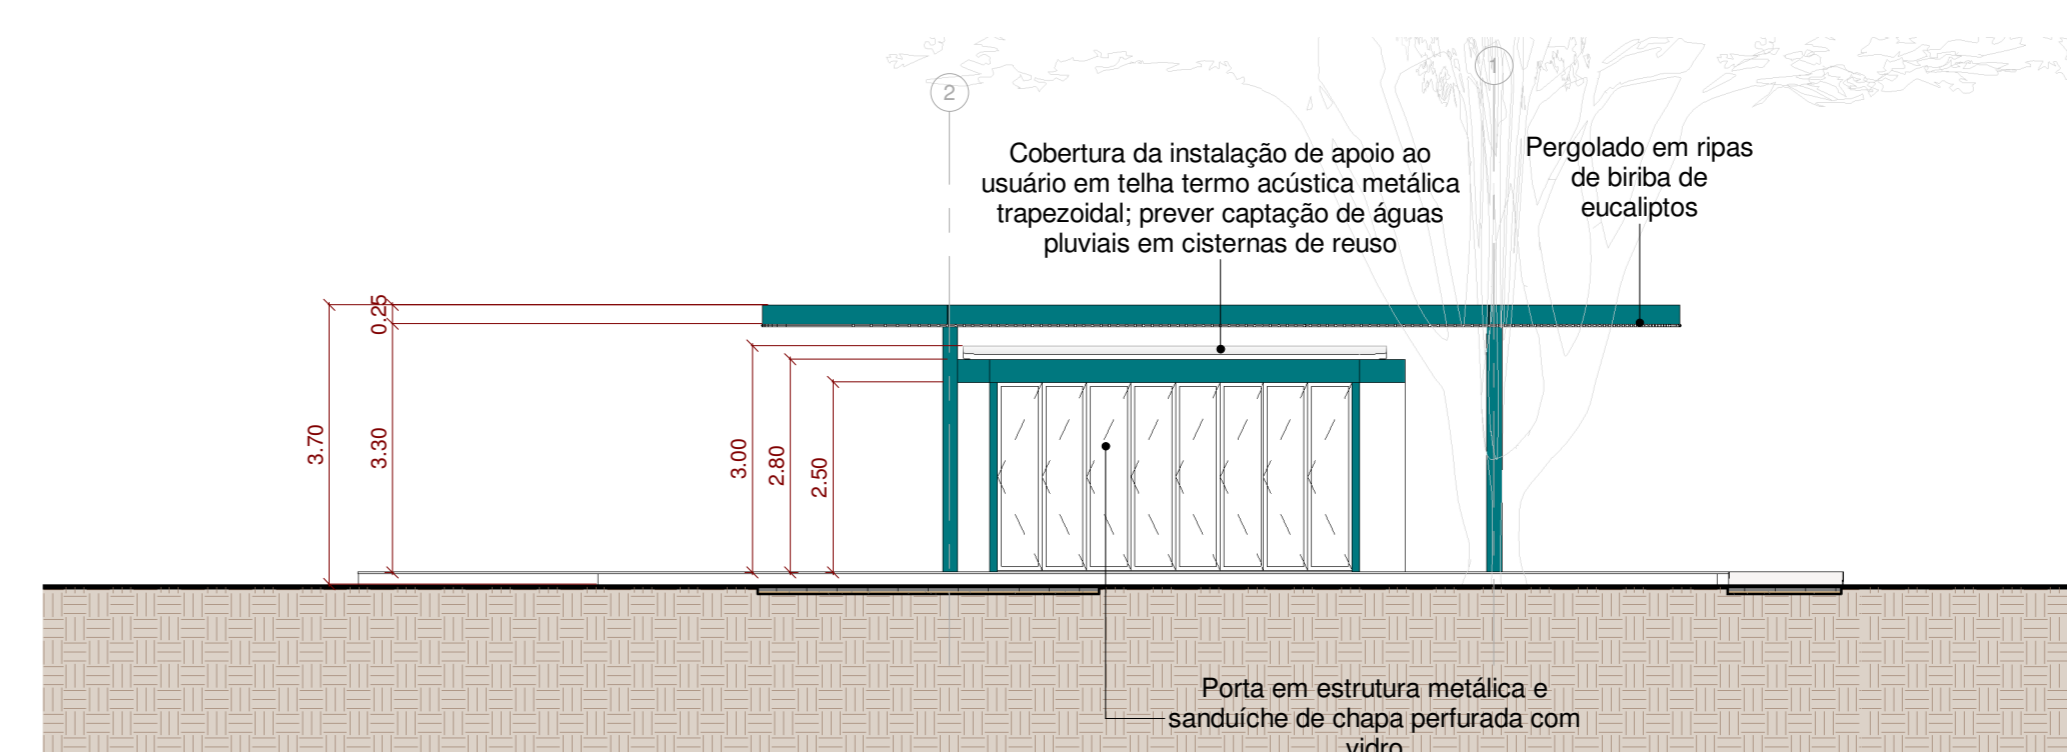 1
2
Cobertura da instalação de apoio ao
usuário em telha termo acústica metálica
trapezoidal; prever captação de águas
pluviais em cisternas de reuso
Pergolado em ripas
de biriba de
eucaliptos
0.25
3.70
3.30
3.00
2.80
2.50
Porta em estrutura metálica e
sanduíche de chapa perfurada com
vidro